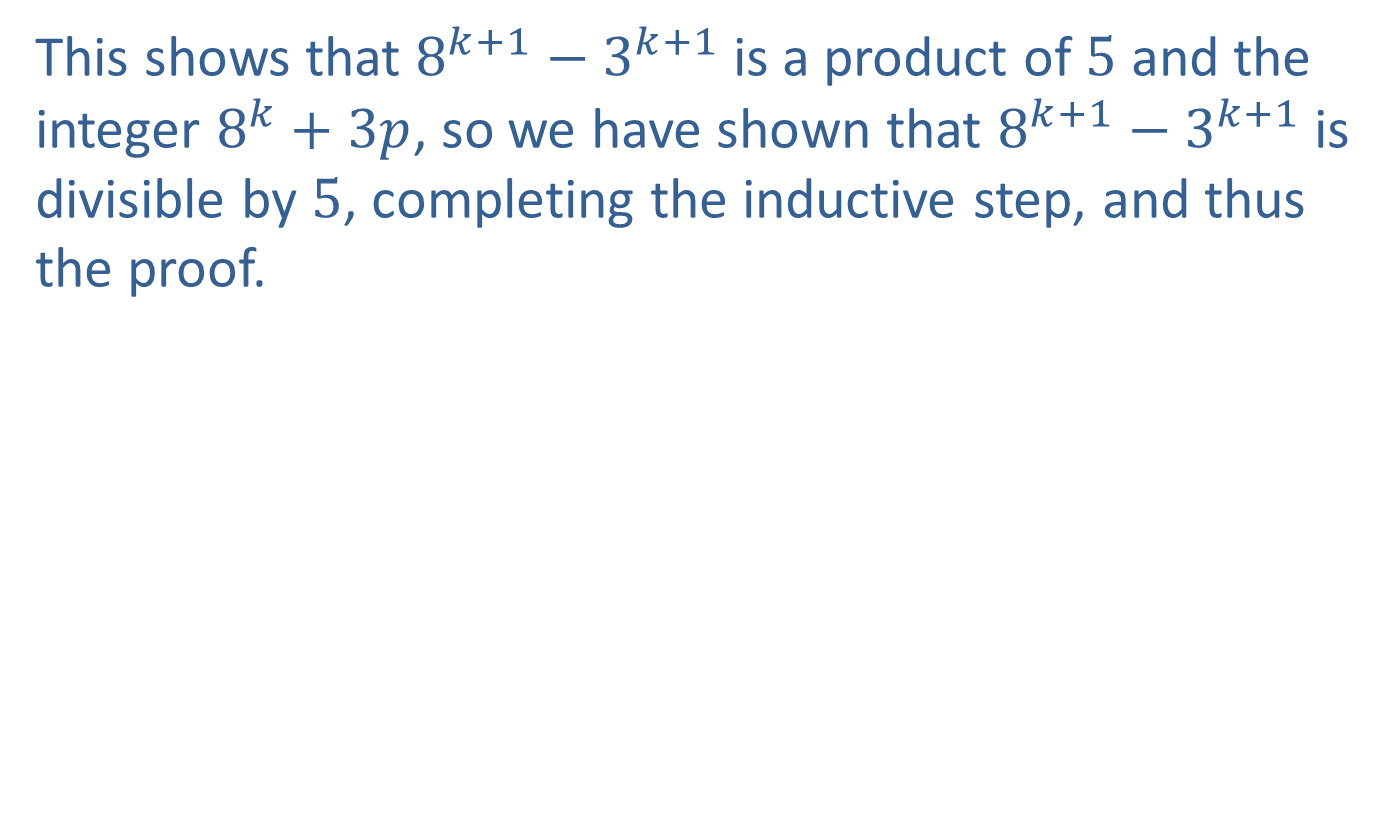 This shows that $8^{k+1} - 3^{k+1}$ is a product of 5 and the
integer $8^k + 3p$, so we have shown that $8^{k+1} - 3^{k+1}$ is
divisible by 5, completing the inductive step, and thus
the proof.